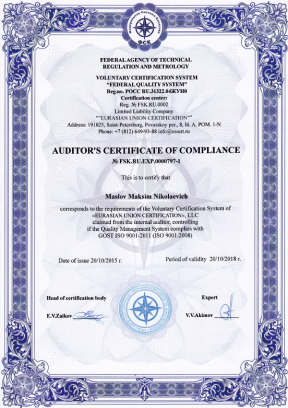 ФСК
FEDERAL AGENCY OF TECHNICAL
REGULATION AND METROLOGY
VOLUNTARY CERTIFICATION SYSTEM
"FEDERAL QUALITY SYSTEM"
Reg.no. РОСС RU.31322.04ЖУН0
Certification center:
Reg. № FSK.RU.0002
Limited Liability Company
""EURASIAN UNION CERTIFICATION""
Address: 191025, Saint-Petersburg, Povarskoy per., 8, lit. A, POM. 1-N
Phone: +7 (812) 649-93-88
AUDITOR'S CERTIFICATE OF COMPLIANCE
№ FSK.RU.EXP.0000797-1
This is to certify that
Maslov Maksim Nikolaevich
corresponds to the requirements of the Voluntary Certification System of
«EURASIAN UNION CERTIFICATION», LLC
claimed from the internal auditor, controlling
if the Quality Management System complies with
GOST ISO 9001-2011 (ISO 9001:2008)
Date of issue 20/10/2015 г. Period of validity 20/10/2018 г.
Head of certification body Expert
E.V.Zaikov V.V.Akimov